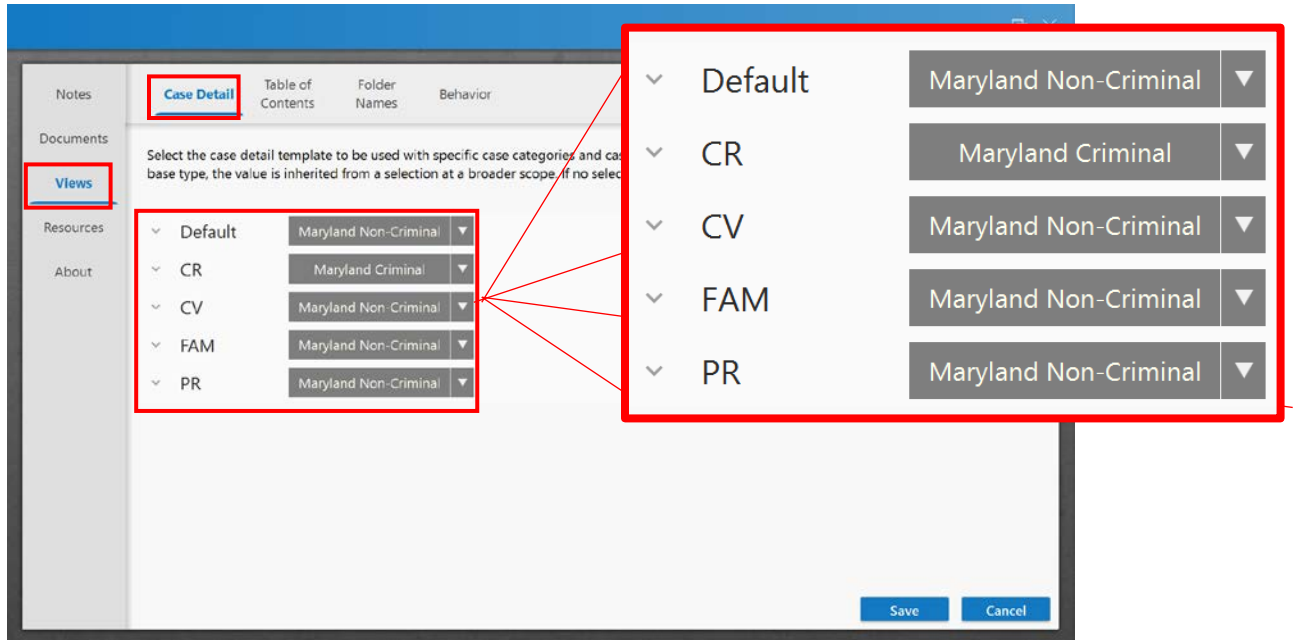 Notes
Documents
Views
Resources
About
Case Detail
Table of
Contents
Folder
Names
Behavior
Select the case detail template to be used with specific case categories and
base type, the value is inherited from a selection at a broader scope. If no
Default Maryland Non-Criminal
CR Maryland Criminal
CV Maryland Non-Criminal
FAM Maryland Non-Criminal
PR Maryland Non-Criminal
Default Maryland Non-Criminal
CR Maryland Criminal
CV Maryland Non-Criminal
FAM Maryland Non-Criminal
PR Maryland Non-Criminal
Save Cancel